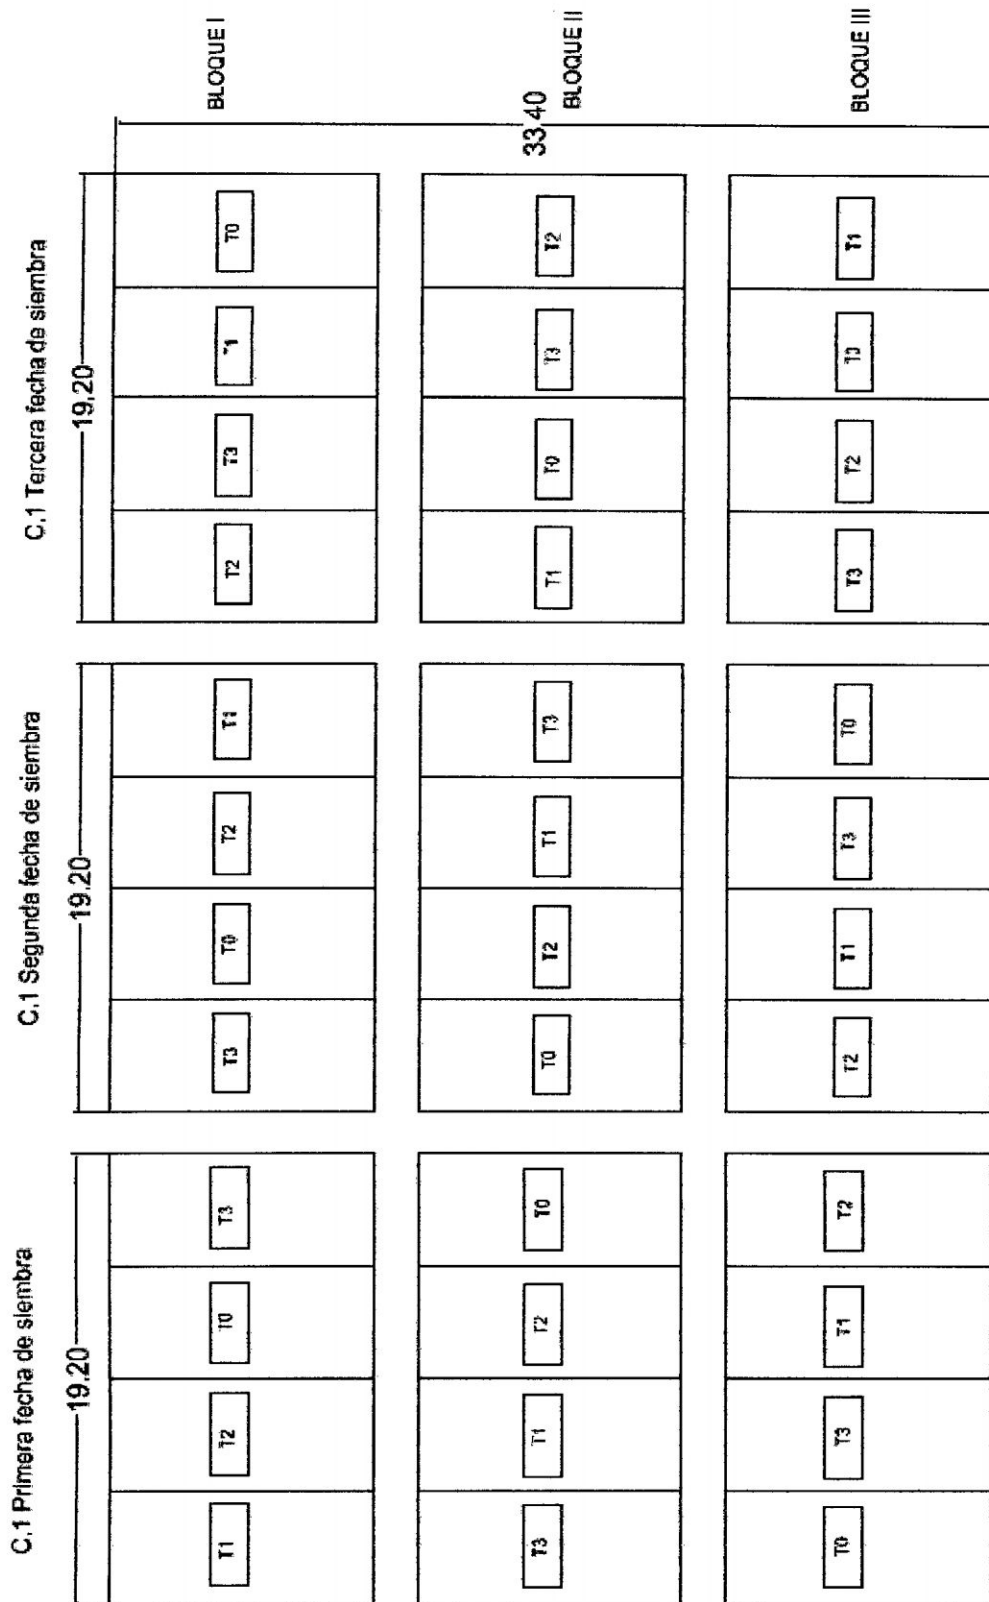 C.1 Primera fecha de siembra C.1 Segunda fecha de siembra C.1 Tercera fecha de siembra
19.20 19.20 19.20
T1 T2 T0 T3 T3 T0 T2 T1 T2 T3 T1 T0 BLOQUE I
33.40
T3 T1 T2 T0 T0 T2 T1 T3 T1 T0 T3 T2 BLOQUE II
T0 T3 T1 T2 T2 T1 T3 T0 T3 T2 T0 T1 BLOQUE III